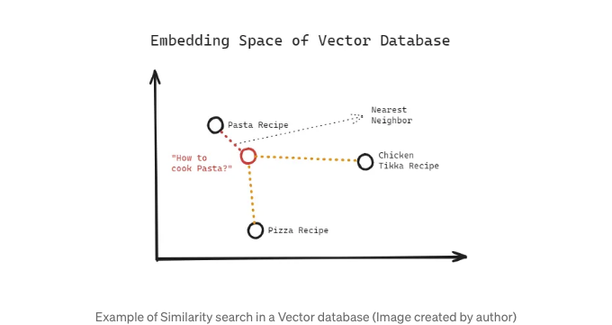 Embedding Space of Vector Database
Nearest
Neighbor
Pasta Recipe
"How to
cook Pasta?"
Chicken
Tikka Recipe
Pizza Recipe
Example of Similarity search in a Vector database (Image created by author)